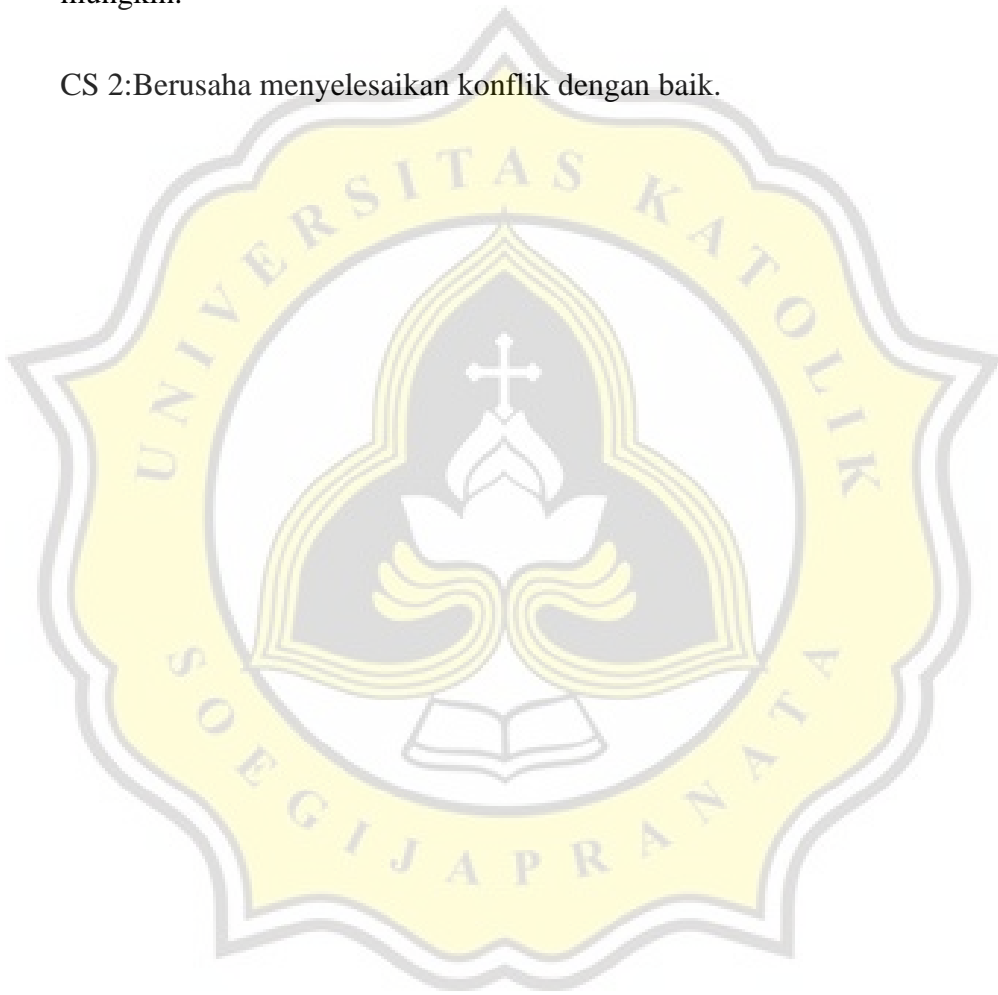 mungkin.
CS 2:Berusaha menyelesaikan konflik dengan baik.
UNIVERSITAS KATOLIK
SOEGIJAPRANATA